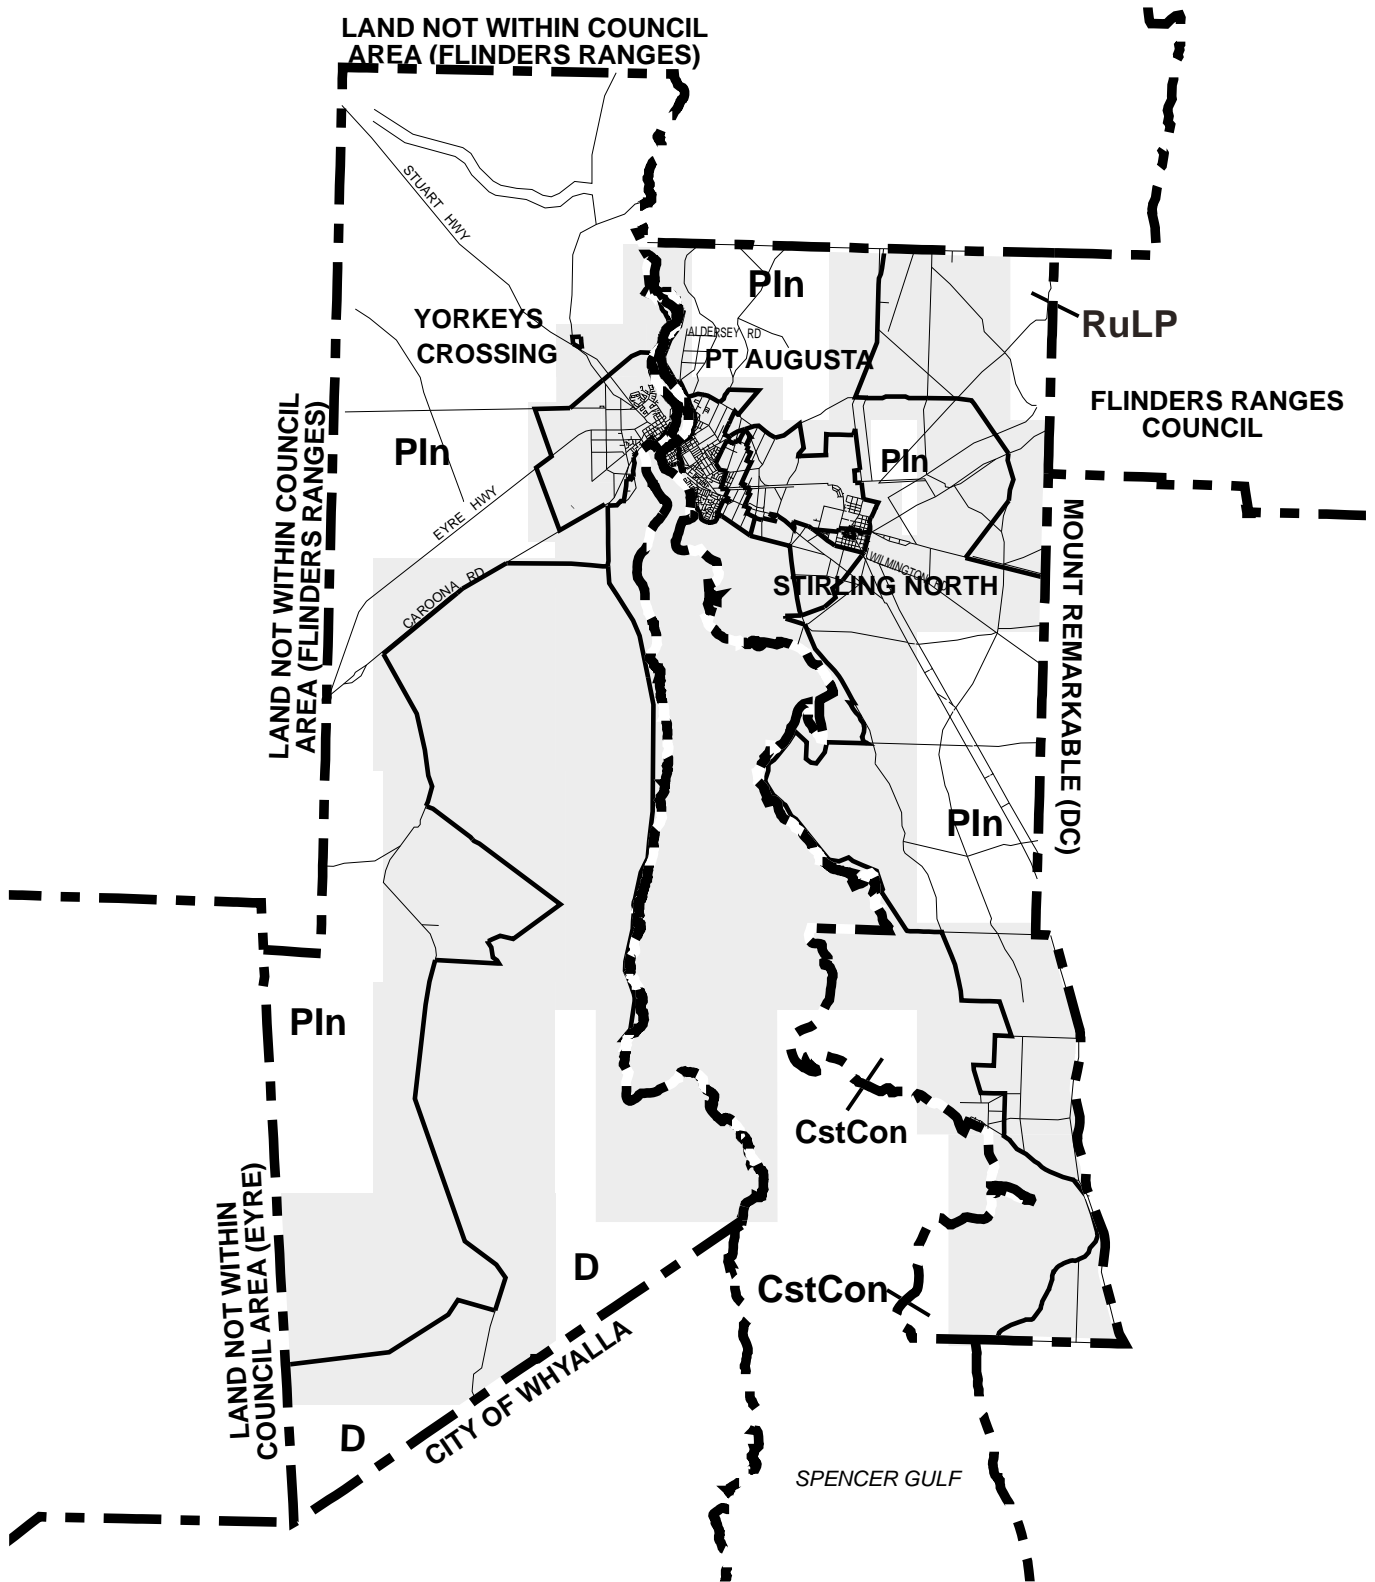 LAND NOT WITHIN COUNCIL
AREA (FLINDERS RANGES)
STUART HWY
PIn
YORKEYS
CROSSING
ALDERSEY RD
PT AUGUSTA
RuLP
FLINDERS RANGES
COUNCIL
PIn
PIn
LAND NOT WITHIN COUNCIL
AREA (FLINDERS RANGES)
EYRE HWY
CAROONA RD
WILMINGTON RD
STIRLING NORTH
MOUNT REMARKABLE (DC)
PIn
PIn
CstCon
LAND NOT WITHIN
COUNCIL AREA (EYRE)
D
CstCon
CITY OF WHYALLA
D
SPENCER GULF